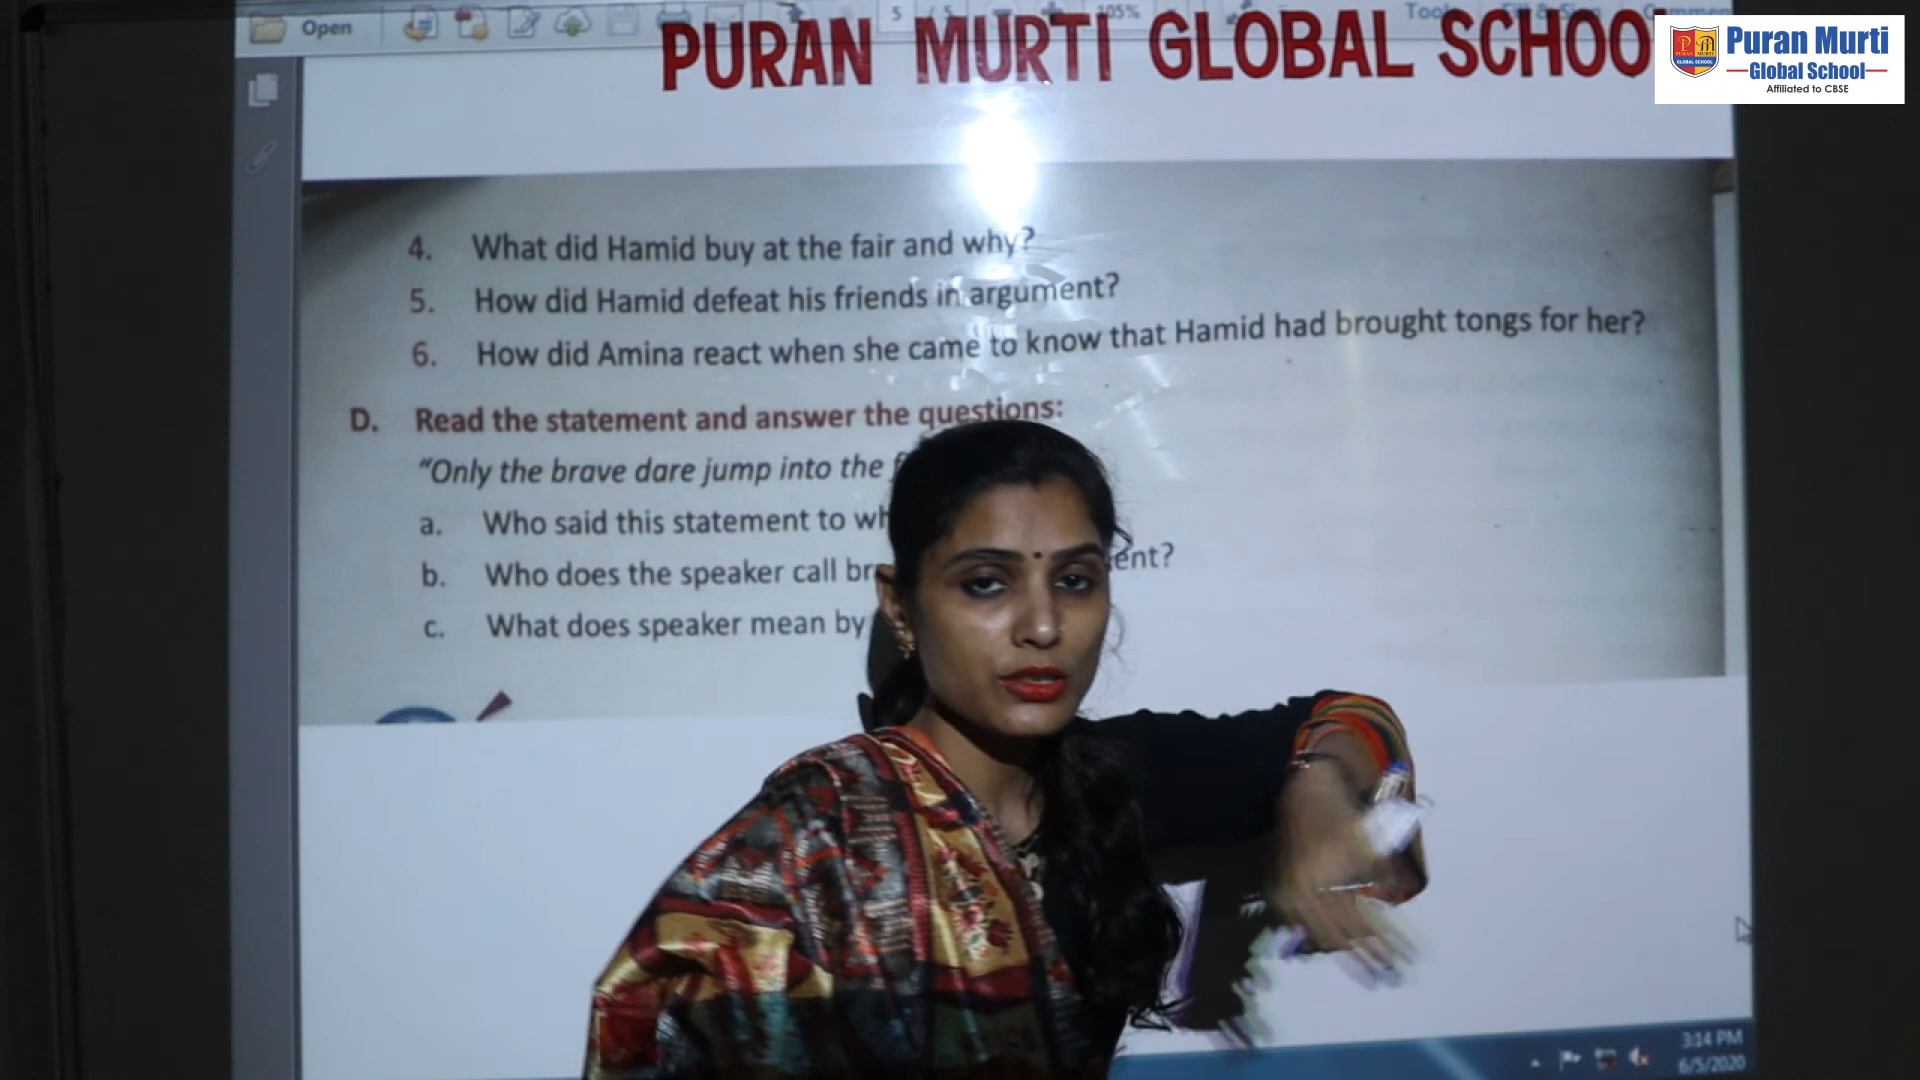 Open
5 / 5
105%
PURAN MURTI GLOBAL SCHOO
Puran Murti
Global School
Affiliated to CBSE
4. What did Hamid buy at the fair and why?
5. How did Hamid defeat his friends in argument?
6. How did Amina react when she came to know that Hamid had brought tongs for her?
D. Read the statement and answer the questions:
"Only the brave dare jump into the
a. Who said this statement to
b. Who does the speaker call
c. What does speaker mean by
3:14 PM
6/5/2020